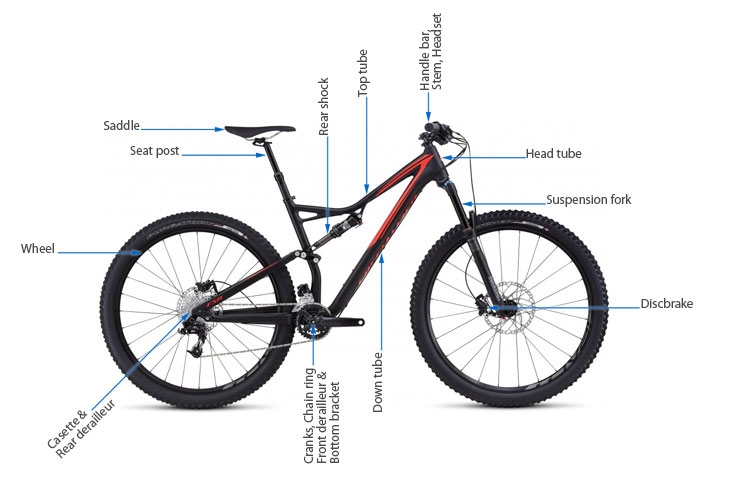 Handle bar,
Stem, Headset
Top tube
Rear shock
Saddle
Seat post
Head tube
Suspension fork
Wheel
Discbrake
Casette &
Rear derailleur
Cranks, Chain ring
Front derailleur &
Bottom bracket
Down tube